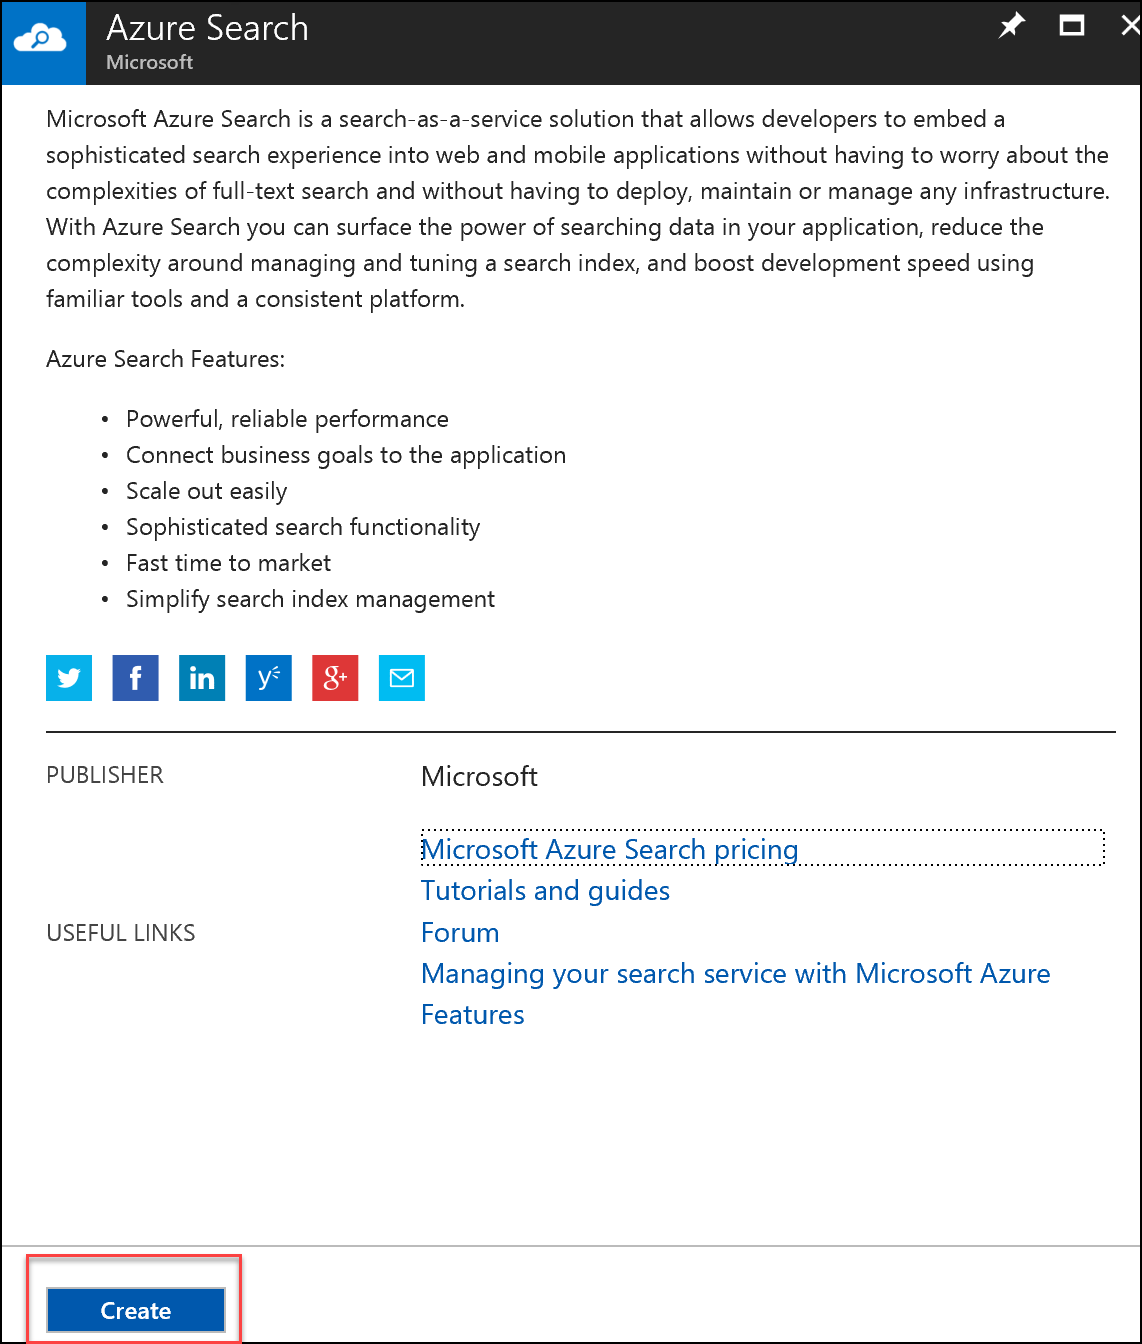 Azure Search
Microsoft
Microsoft Azure Search is a search-as-a-service solution that allows developers to embed a
sophisticated search experience into web and mobile applications without having to worry about the
complexities of full-text search and without having to deploy, maintain or manage any infrastructure.
With Azure Search you can surface the power of searching data in your application, reduce the
complexity around managing and tuning a search index, and boost development speed using
familiar tools and a consistent platform.
Azure Search Features:
• Powerful, reliable performance
• Connect business goals to the application
• Scale out easily
• Sophisticated search functionality
• Fast time to market
• Simplify search index management
PUBLISHER
Microsoft
USEFUL LINKS
Microsoft Azure Search pricing
Tutorials and guides
Forum
Managing your search service with Microsoft Azure
Features
Create